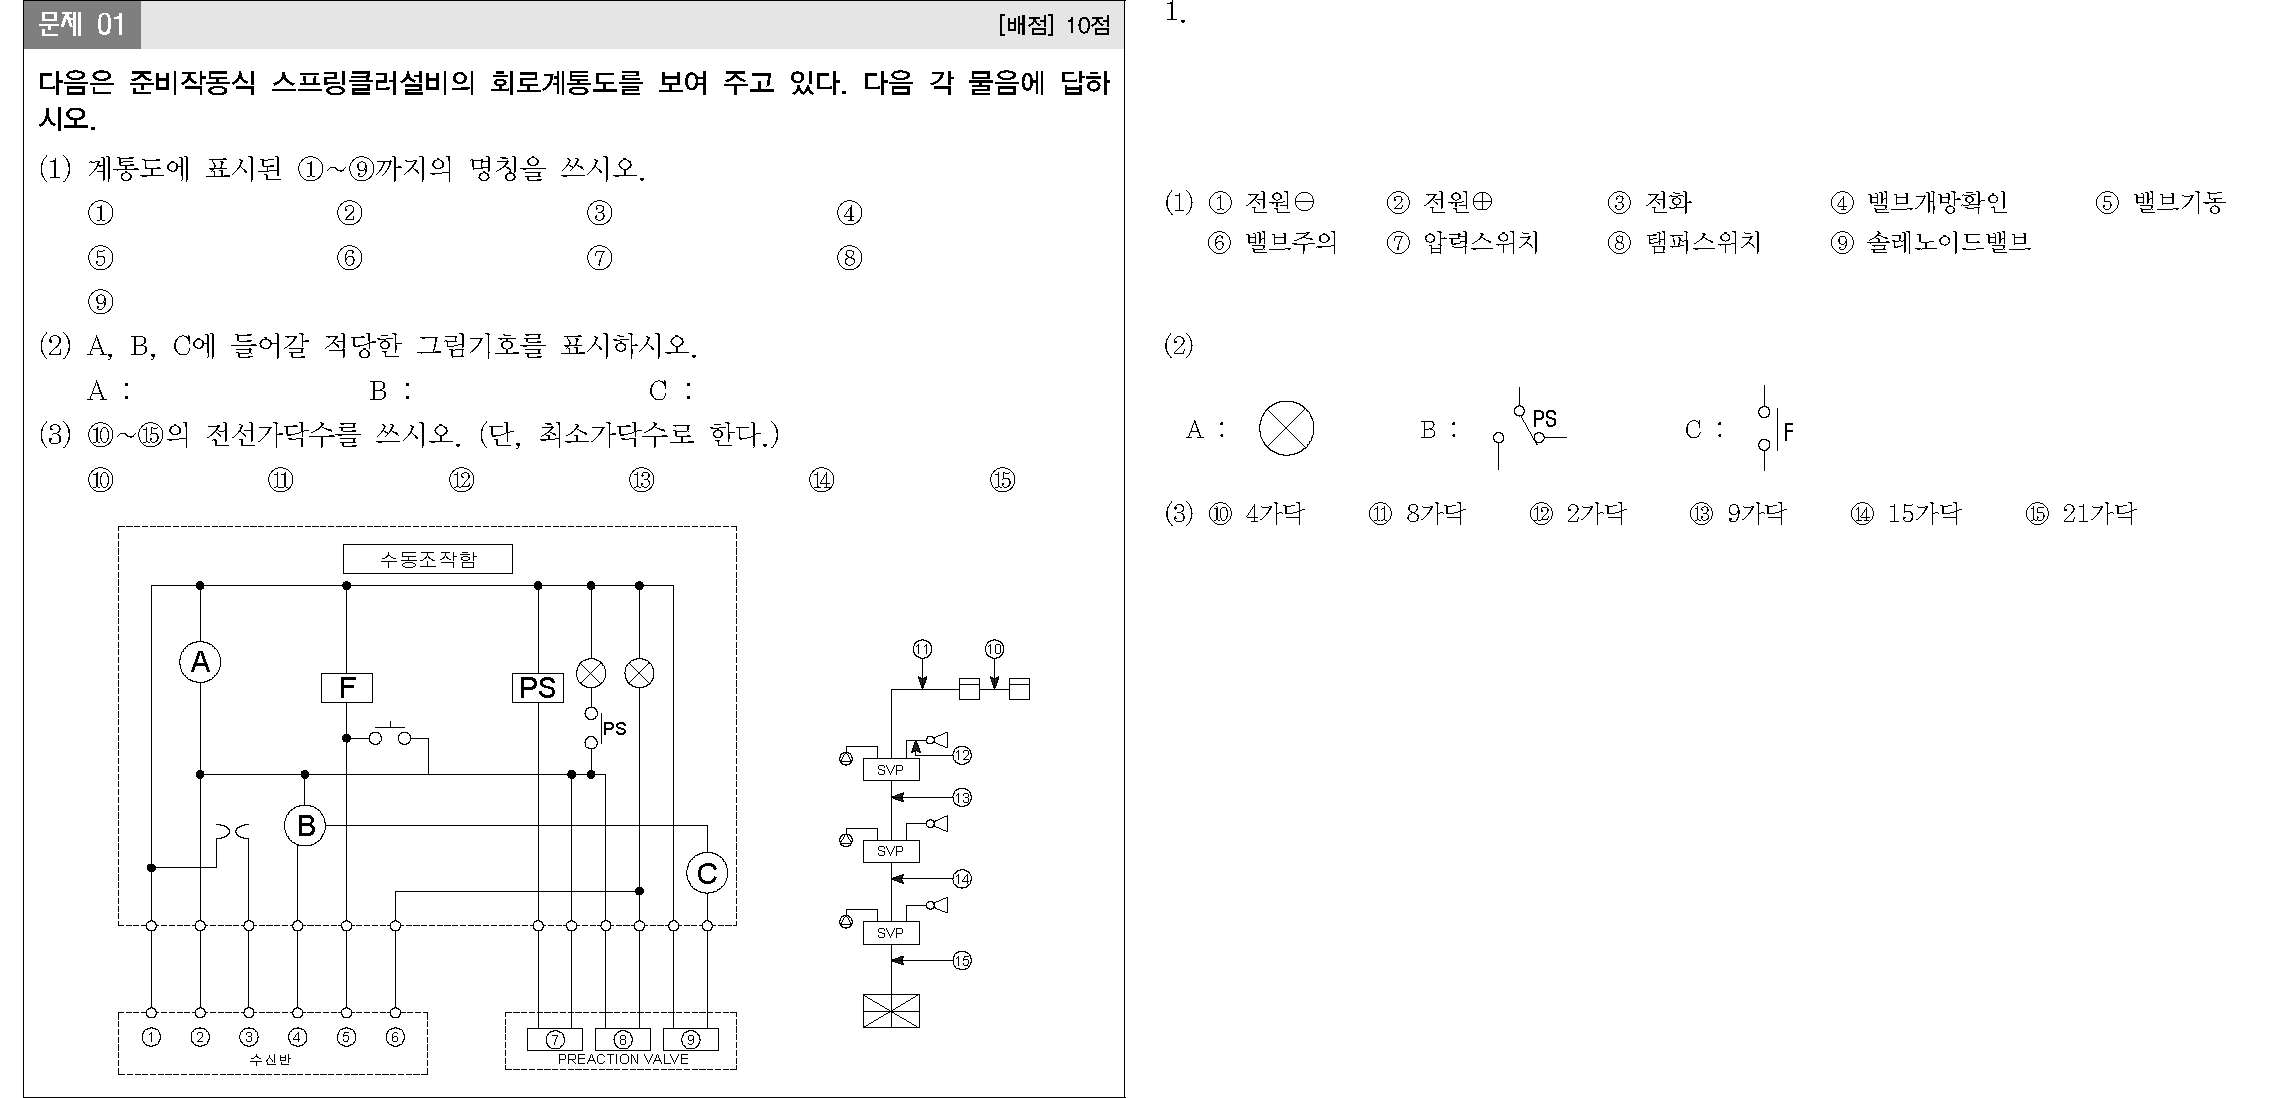 문제 01 [배점] 10점
다음은 준비작동식 스프링클러설비의 회로계통도를 보여 주고 있다. 다음 각 물음에 답하
시오.
(1) 계통도에 표시된 ①~⑨까지의 명칭을 쓰시오.
① ② ③ ④
⑤ ⑥ ⑦ ⑧
⑨
(2) A, B, C에 들어갈 적당한 그림기호를 표시하시오.
A : B : C :
(3) ⑩~⑮의 전선가닥수를 쓰시오. (단, 최소가닥수로 한다.)
⑩ ⑪ ⑫ ⑬ ⑭ ⑮
수동조작함
A
F
PS
PS
B
C
① ② ③ ④ ⑤ ⑥
수신반
⑦ ⑧ ⑨
PREACTION VALVE
⑪ ⑩
⑫
SVP
⑬
SVP
⑭
SVP
⑮
1.
(1) ① 전원⊖ ② 전원⊕ ③ 전화 ④ 밸브개방확인 ⑤ 밸브기동
⑥ 밸브주의 ⑦ 압력스위치 ⑧ 탬퍼스위치 ⑨ 솔레노이드밸브
(2)
A : B : PS C : F
(3) ⑩ 4가닥 ⑪ 8가닥 ⑫ 2가닥 ⑬ 9가닥 ⑭ 15가닥 ⑮ 21가닥